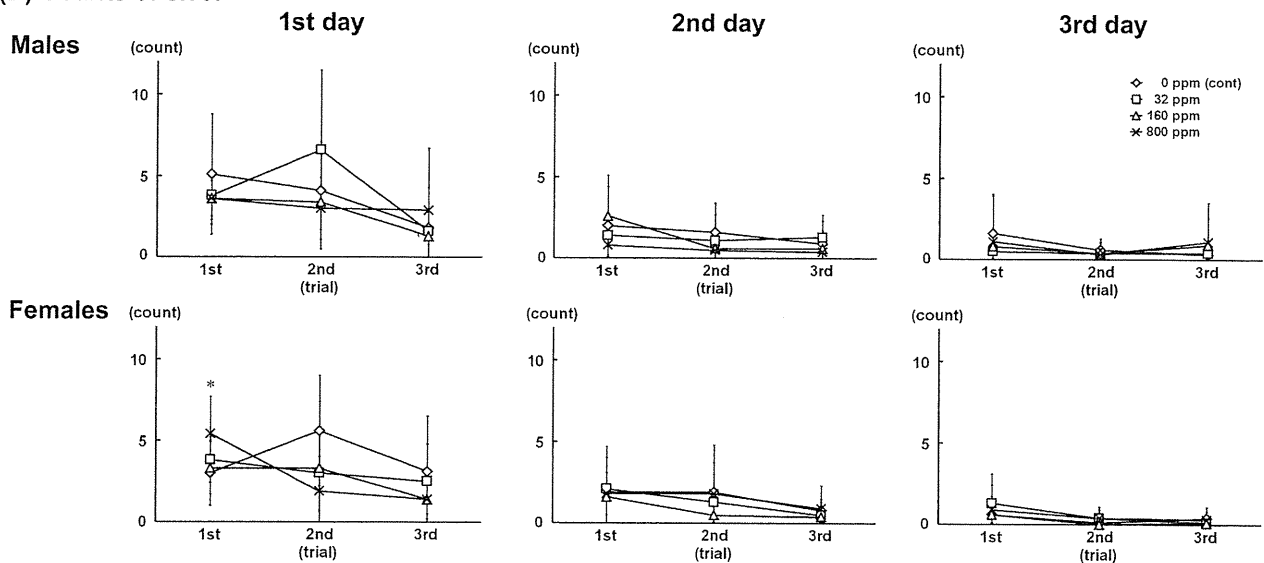 1st day 2nd day 3rd day
Males (count) (count) (count)
10 10 10
0 ppm (cont)
32 ppm
160 ppm
800 ppm
5 5 5
0 0 0
1st 2nd 3rd 1st 2nd 3rd 1st 2nd 3rd
(trial) (trial) (trial)
Females (count) (count) (count)
10 10 10
*
5 5 5
0 0 0
1st 2nd 3rd 1st 2nd 3rd 1st 2nd 3rd
(trial) (trial) (trial)